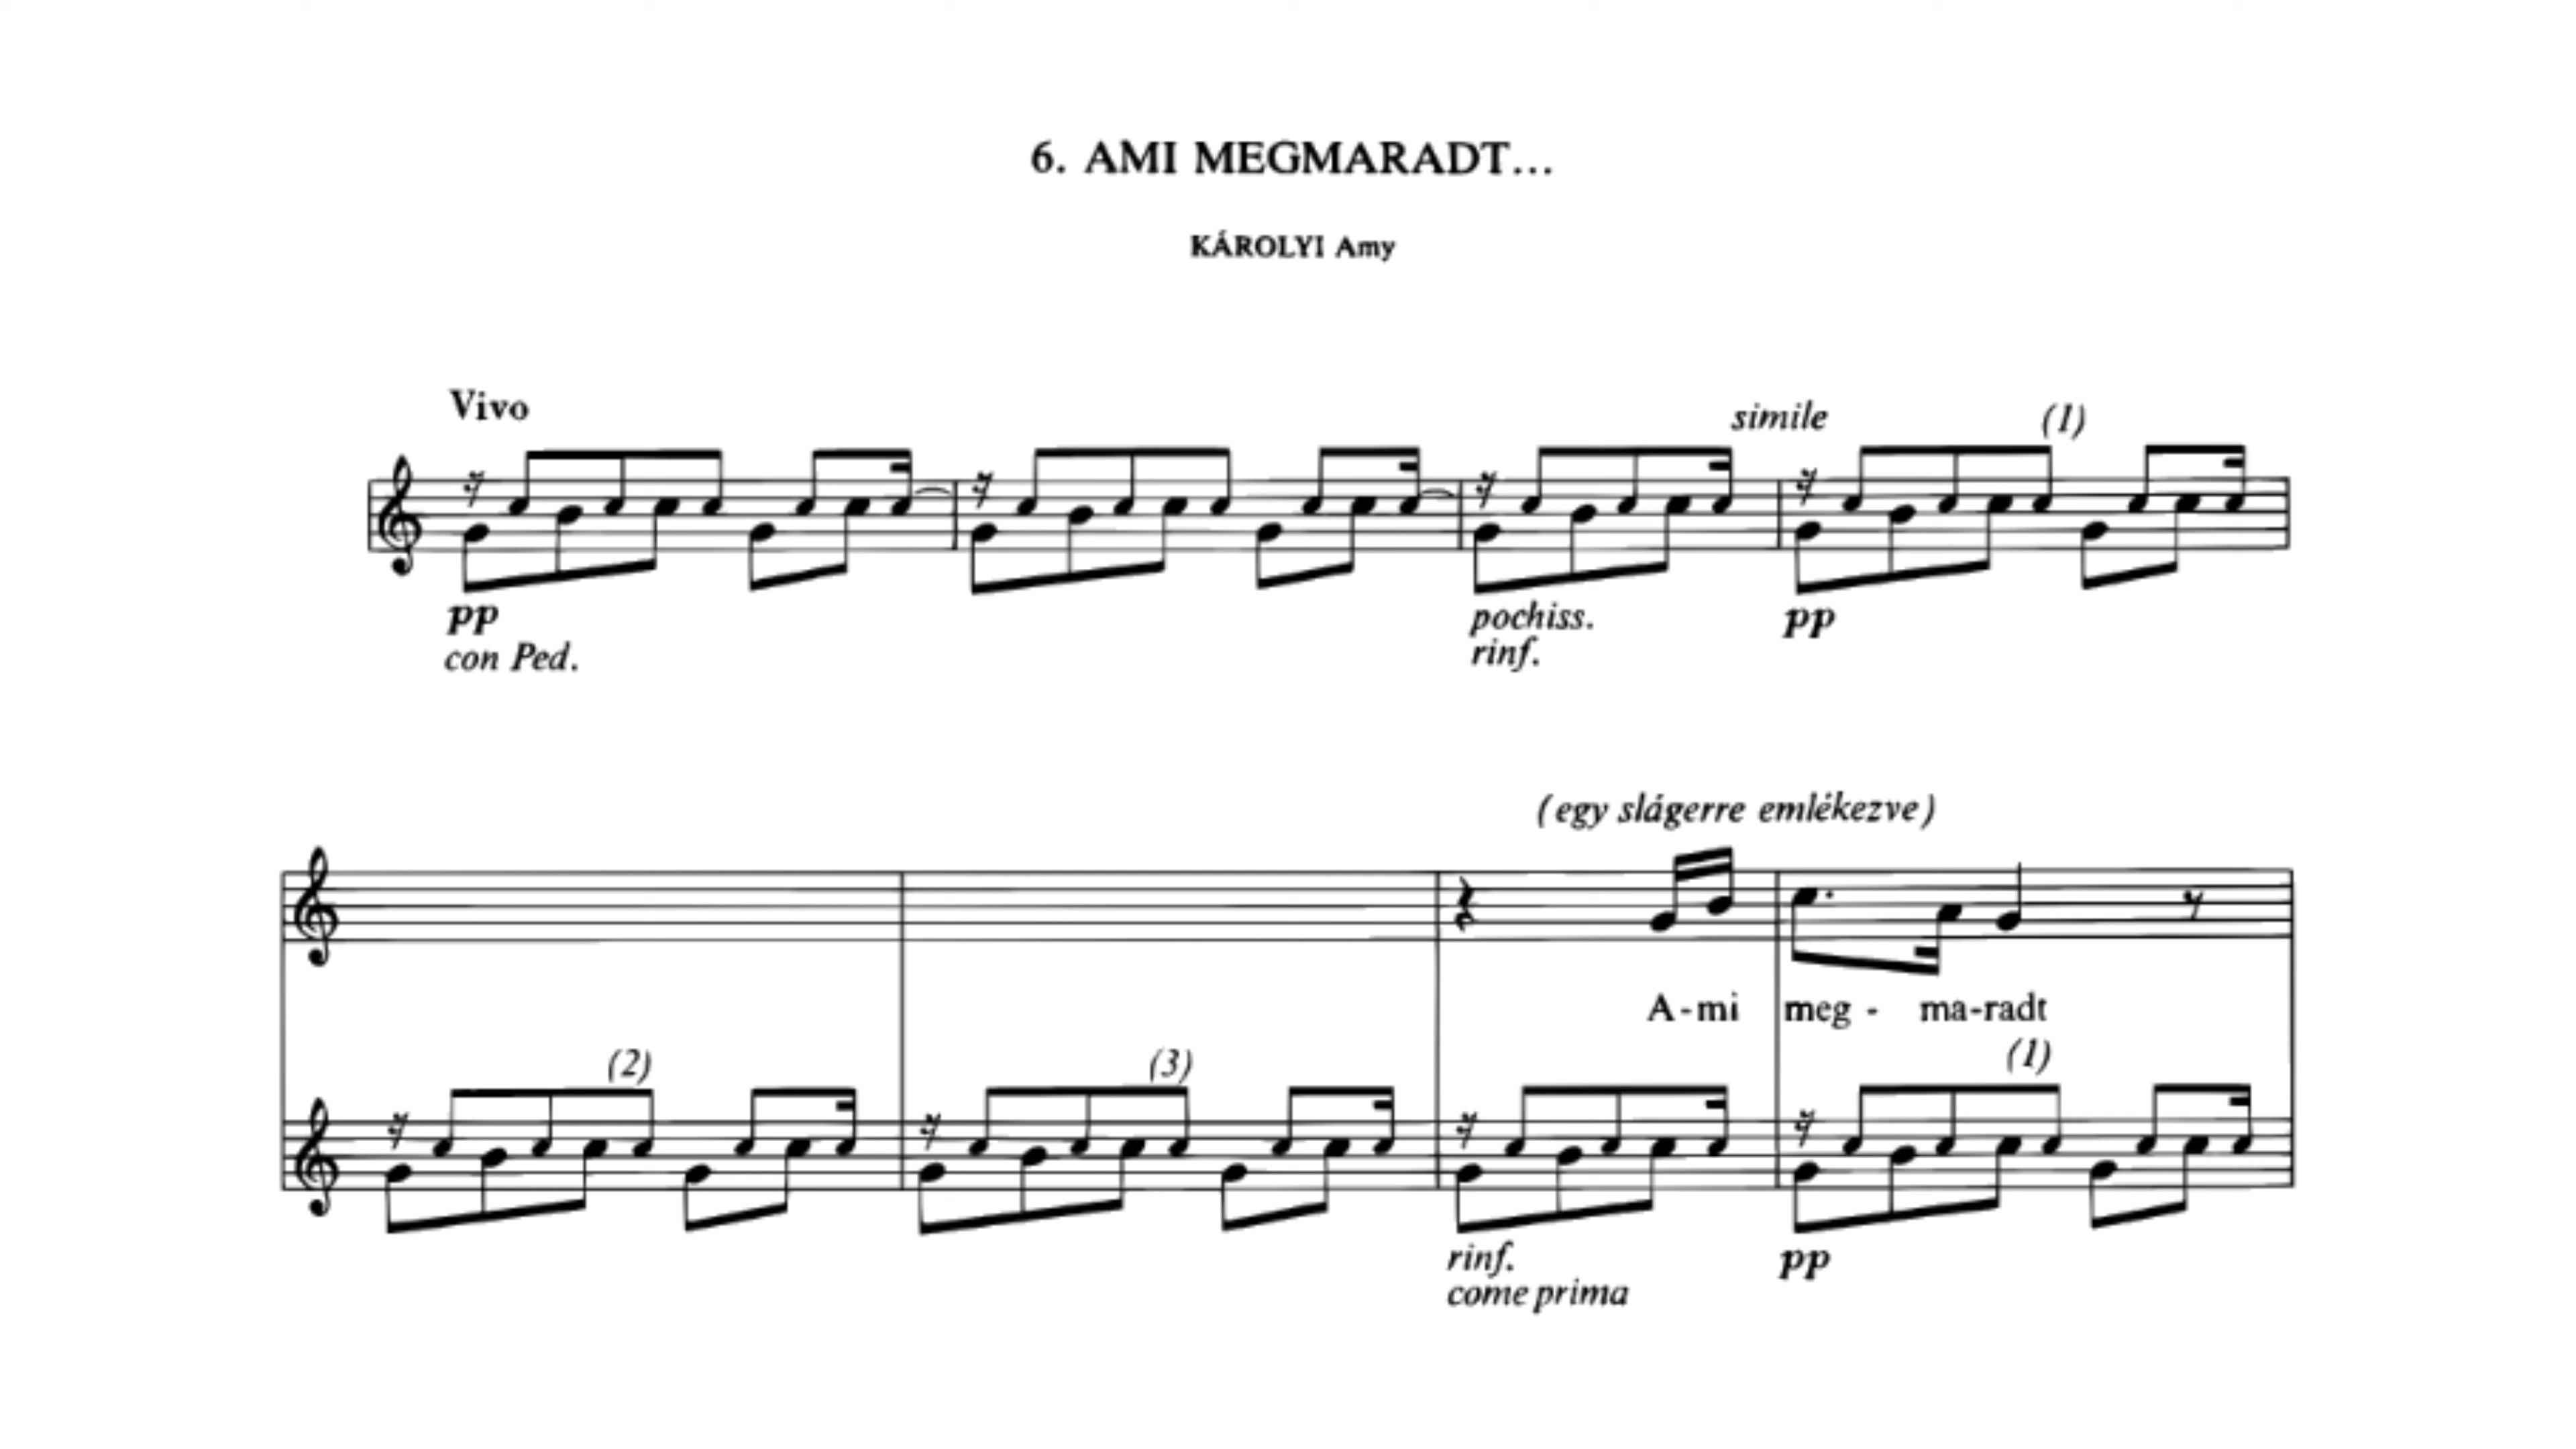 6. AMI MEGMARADT...
KÁROLYI Amy
Vivo
simile (1)
pp
con Ped.
pochiss.
rinf.
pp
(egy slágerre emlékezve)
A-mi meg- ma-radt
(2) (3) (1)
rinf.
come prima
pp